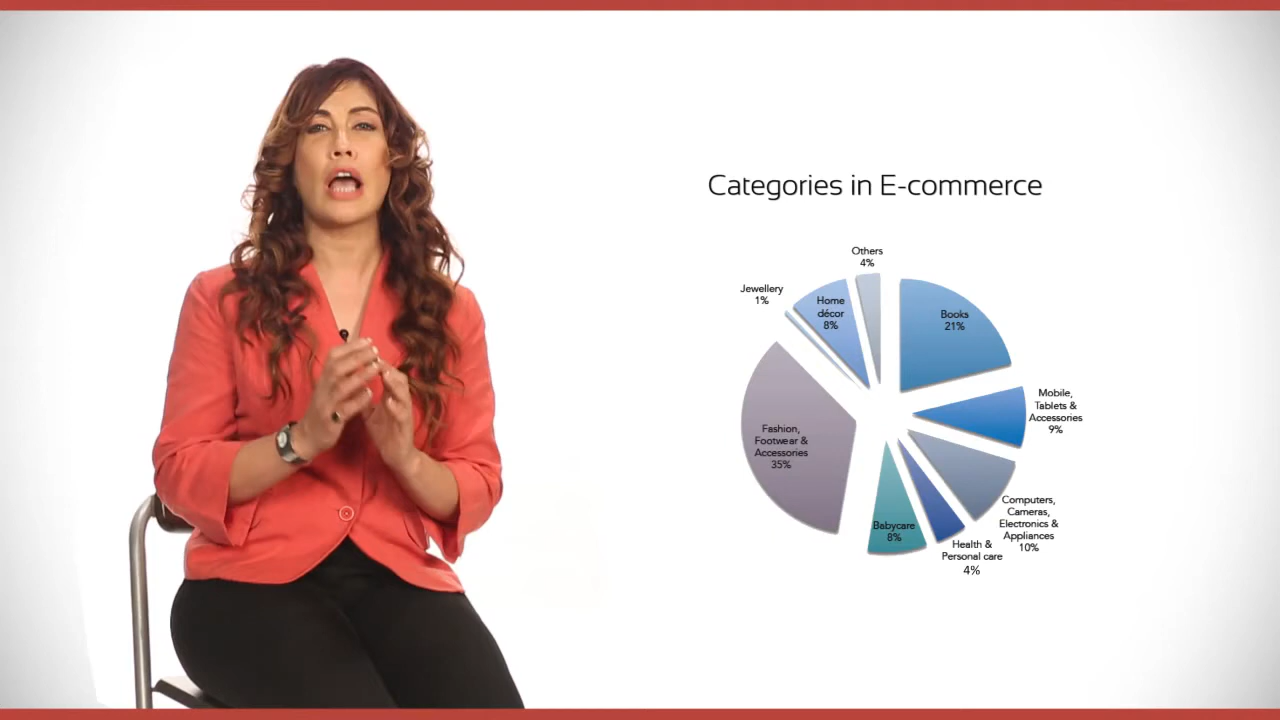 Categories in E-commerce
Others
4%
Jewellery
1%
Home
décor
8%
Books
21%
Mobile,
Tablets &
Accessories
9%
Fashion,
Footwear &
Accessories
35%
Computers,
Cameras,
Electronics &
Appliances
10%
Babycare
8%
Health &
Personal care
4%